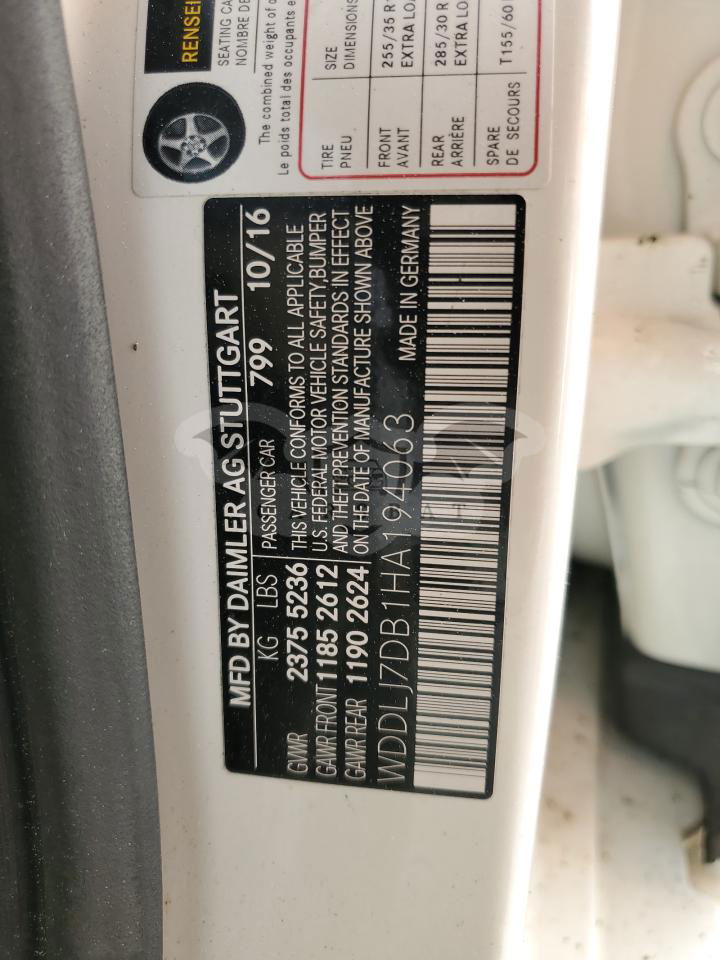 RENSEI
SEATING CA
NOMBRE DE
The combined weight of o
Le poids total des occupants e
TIRE SIZE
PNEU DIMENSIONS
FRONT 255/35 R1
AVANT EXTRA LOA
REAR 285/30 R
ARRIÈRE EXTRA LOA
SPARE T155/60
DE SECOURS
MFD BY DAIMLER AG STUTTGART
KG LBS PASSENGER CAR 799 10/16
GVWR 2375 5236 THIS VEHICLE CONFORMS TO ALL APPLICABLE
GAWR FRONT 1185 2612 U.S. FEDERAL MOTOR VEHICLE SAFETY,BUMPER
GAWR REAR 1190 2624 AND THEFT PREVENTION STANDARDS IN EFFECT
ON THE DATE OF MANUFACTURE SHOWN ABOVE
WDDLJ7DB1HA194063 MADE IN GERMANY